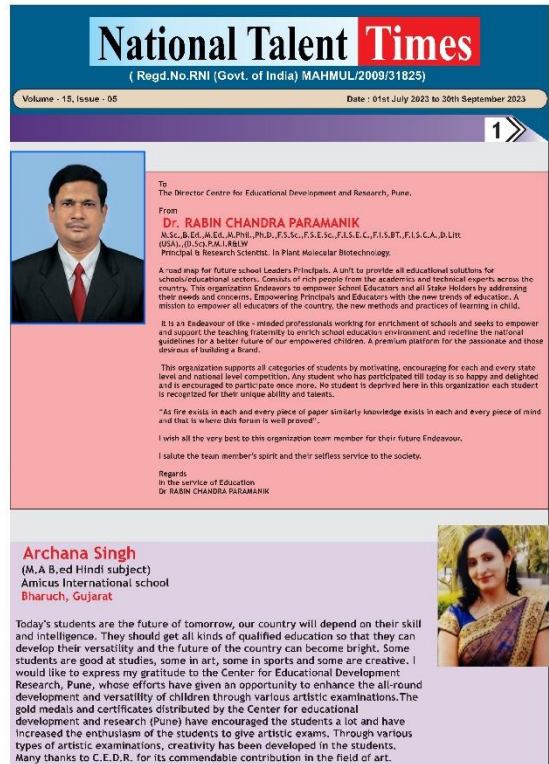 National Talent Times
( Regd.No.RNI (Govt. of India) MAHMUL/2009/31825)
Volume - 15, Issue - 05 Date : 01st July 2023 to 30th September 2023
1
To
The Director Centre for Educational Development and Research, Pune.
From
Dr. RABIN CHANDRA PARAMANIK
M.Sc.,B.Ed.,M.Ed.,M.Phil.,Ph.D.,F.S.Sc.,F.S.E.Sc.,F.I.S.E.C.,F.I.S.BT.,F.I.S.C.A.,D.Litt
(USA).,(D.Sc).P.M.I.R&I.W
Principal & Research Scientist. In Plant Molecular Biotechnology.
A road map for future school Leaders Principals. A unit to provide all educational solutions for
schools/educational sectors. Consists of rich people from the academics and technical experts across the
country. This organization Endeavors to empower School Educators and all Stake Holders by addressing
their needs and concerns. Empowering Principals and Educators with the new trends of education. A
mission to empower all educators of the country, the new methods and practices of learning in child.
It is an Endeavour of like - minded professionals working for enrichment of schools and seeks to empower
and support the teaching fraternity to enrich school education environment and redefine the national
guidelines for a better future of our empowered children. A premium platform for the passionate and those
desirous of building a Brand.
This organization supports all categories of students by motivating, encouraging for each and every state
level and national level competition. Any student who has participated till today is so happy and delighted
and is encouraged to participate once more. No student is deprived here in this organization each student
is recognized for their unique ability and talents.
"As fire exists in each and every piece of paper similarly knowledge exists in each and every piece of mind
and that is where this forum is well proved".
I wish all the very best to this organization team member for their future Endeavour.
I salute the team member's spirit and their selfless service to the society.
Regards
In the service of Education
Dr RABIN CHANDRA PARAMANIK
Archana Singh
(M.A B.ed Hindi subject)
Amicus International school
Bharuch, Gujarat
Today's students are the future of tomorrow, our country will depend on their skill
and intelligence. They should get all kinds of qualified education so that they can
develop their versatility and the future of the country can become bright. Some
students are good at studies, some in art, some in sports and some are creative. I
would like to express my gratitude to the Center for Educational Development
Research, Pune, whose efforts have given an opportunity to enhance the all-round
development and versatility of children through various artistic examinations.The
gold medals and certificates distributed by the Center for educational
development and research (Pune) have encouraged the students a lot and have
increased the enthusiasm of the students to give artistic exams. Through various
types of artistic examinations, creativity has been developed in the students.
Many thanks to C.E.D.R. for its commendable contribution in the field of art.